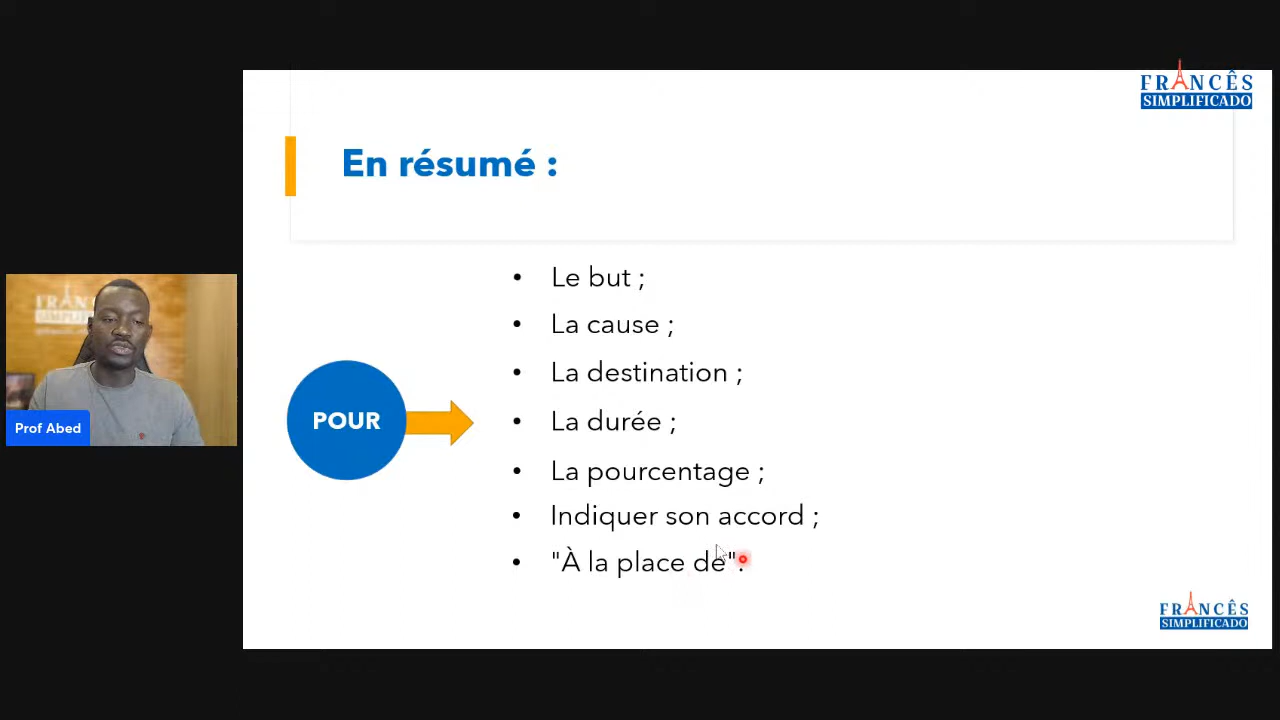 FRANCÊS
SIMPLIFICADO
En résumé :
• Le but ;
• La cause ;
• La destination ;
• La durée ;
• La pourcentage ;
• Indiquer son accord ;
• "À la place de".
POUR
Prof Abed
FRANCÊS
SIMPLIFICADO